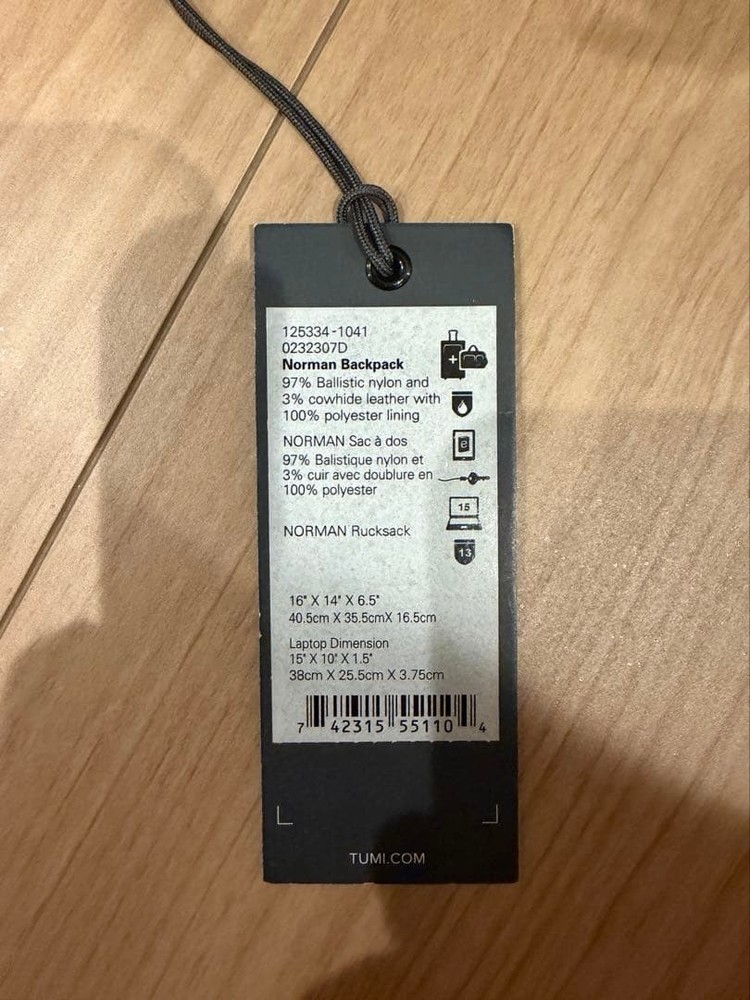 125334-1041
0232307D
Norman Backpack
97% Ballistic nylon and
3% cowhide leather with
100% polyester lining
NORMAN Sac à dos
97% Balistique nylon et
3% cuir avec doublure en
100% polyester
NORMAN Rucksack
15
13
16" X 14" X 6.5"
40.5cm X 35.5cmX 16.5cm
Laptop Dimension
15" X 10" X 1.5"
38cm X 25.5cm X 3.75cm
7 42315 55110 4
TUMI.COM